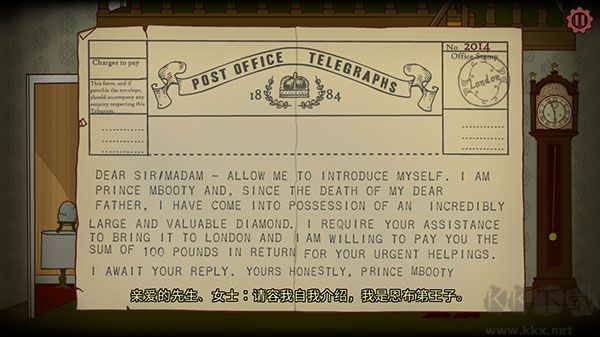 Charges to pay
This form, and if
possible the envelope,
should accompany any
enquiry respecting this
Telegram.
POST OFFICE TELEGRAPHS
1884
No 2014
Office Stamp
London
DEAR SIR/MADAM - ALLOW ME TO INTRODUCE MYSELF. I AM
PRINCE MBOOTY AND, SINCE THE DEATH OF MY DEAR
FATHER, I HAVE COME INTO POSSESSION OF AN INCREDIBLY
LARGE AND VALUABLE DIAMOND. I REQUIRE YOUR ASSISTANCE
TO BRING IT TO LONDON AND I AM WILLING TO PAY YOU THE
SUM OF 100 POUNDS IN RETURN FOR YOUR URGENT HELPINGS.
I AWAIT YOUR REPLY. YOURS HONESTLY, PRINCE MBOOTY
亲爱的先生、女士：请容我自我介绍，我是恩布第王子。
www.kkx.net